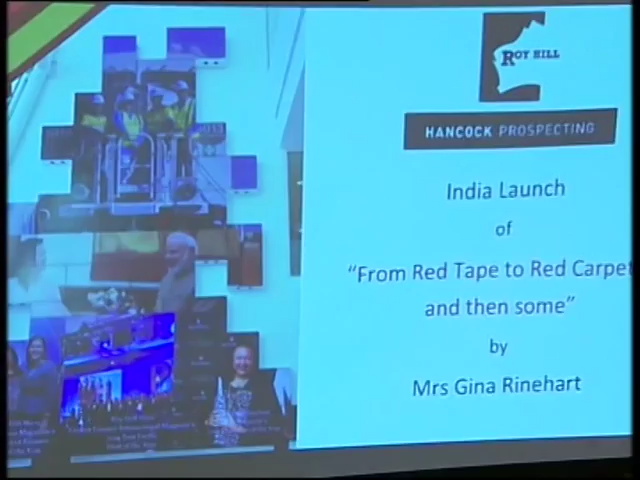 ROY HILL
HANCOCK PROSPECTING
India Launch
of
"From Red Tape to Red Carpet
and then some"
by
Mrs Gina Rinehart